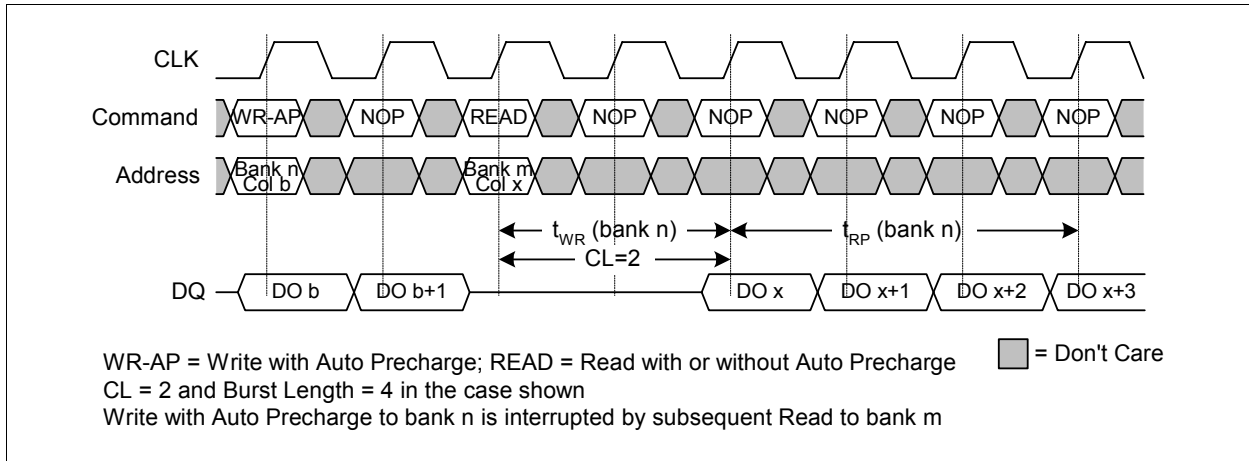 CLK
Command WR-AP NOP READ NOP NOP NOP NOP NOP
Address Bank n Col b Bank m Col x
tWR (bank n) tRP (bank n)
CL=2
DQ DO b DO b+1 DO x DO x+1 DO x+2 DO x+3
WR-AP = Write with Auto Precharge; READ = Read with or without Auto Precharge
= Don't Care
CL = 2 and Burst Length = 4 in the case shown
Write with Auto Precharge to bank n is interrupted by subsequent Read to bank m